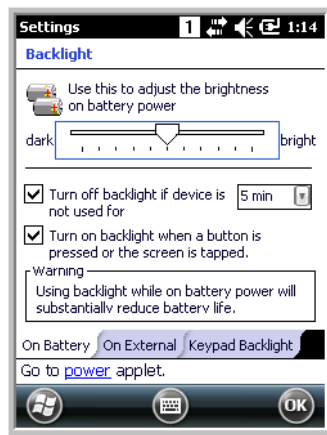 Settings 1 1:14
Backlight
Use this to adjust the brightness
on battery power
dark bright
Turn off backlight if device is 5 min
not used for
Turn on backlight when a button is
pressed or the screen is tapped.
Warning
Using backlight while on battery power will
substantially reduce battery life.
On Battery On External Keypad Backlight
Go to power applet.
OK